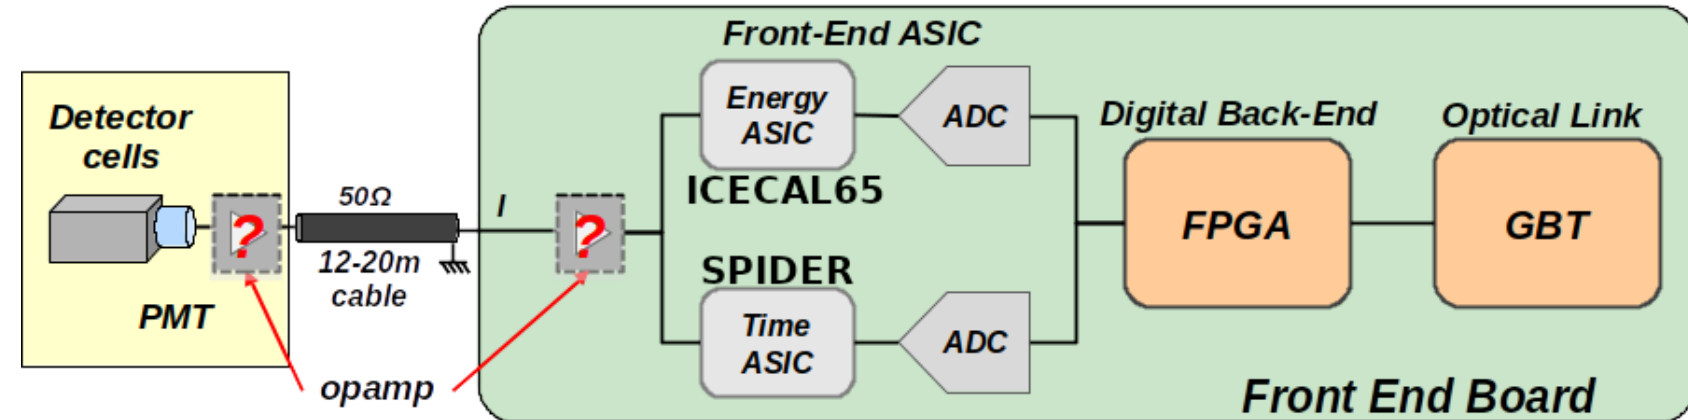 Front-End ASIC
Detector
cells
Energy
ASIC
ADC
Digital Back-End
Optical Link
50Ω
I
?
?
ICECAL65
12-20m
cable
SPIDER
FPGA
GBT
PMT
Time
ASIC
ADC
opamp
Front End Board